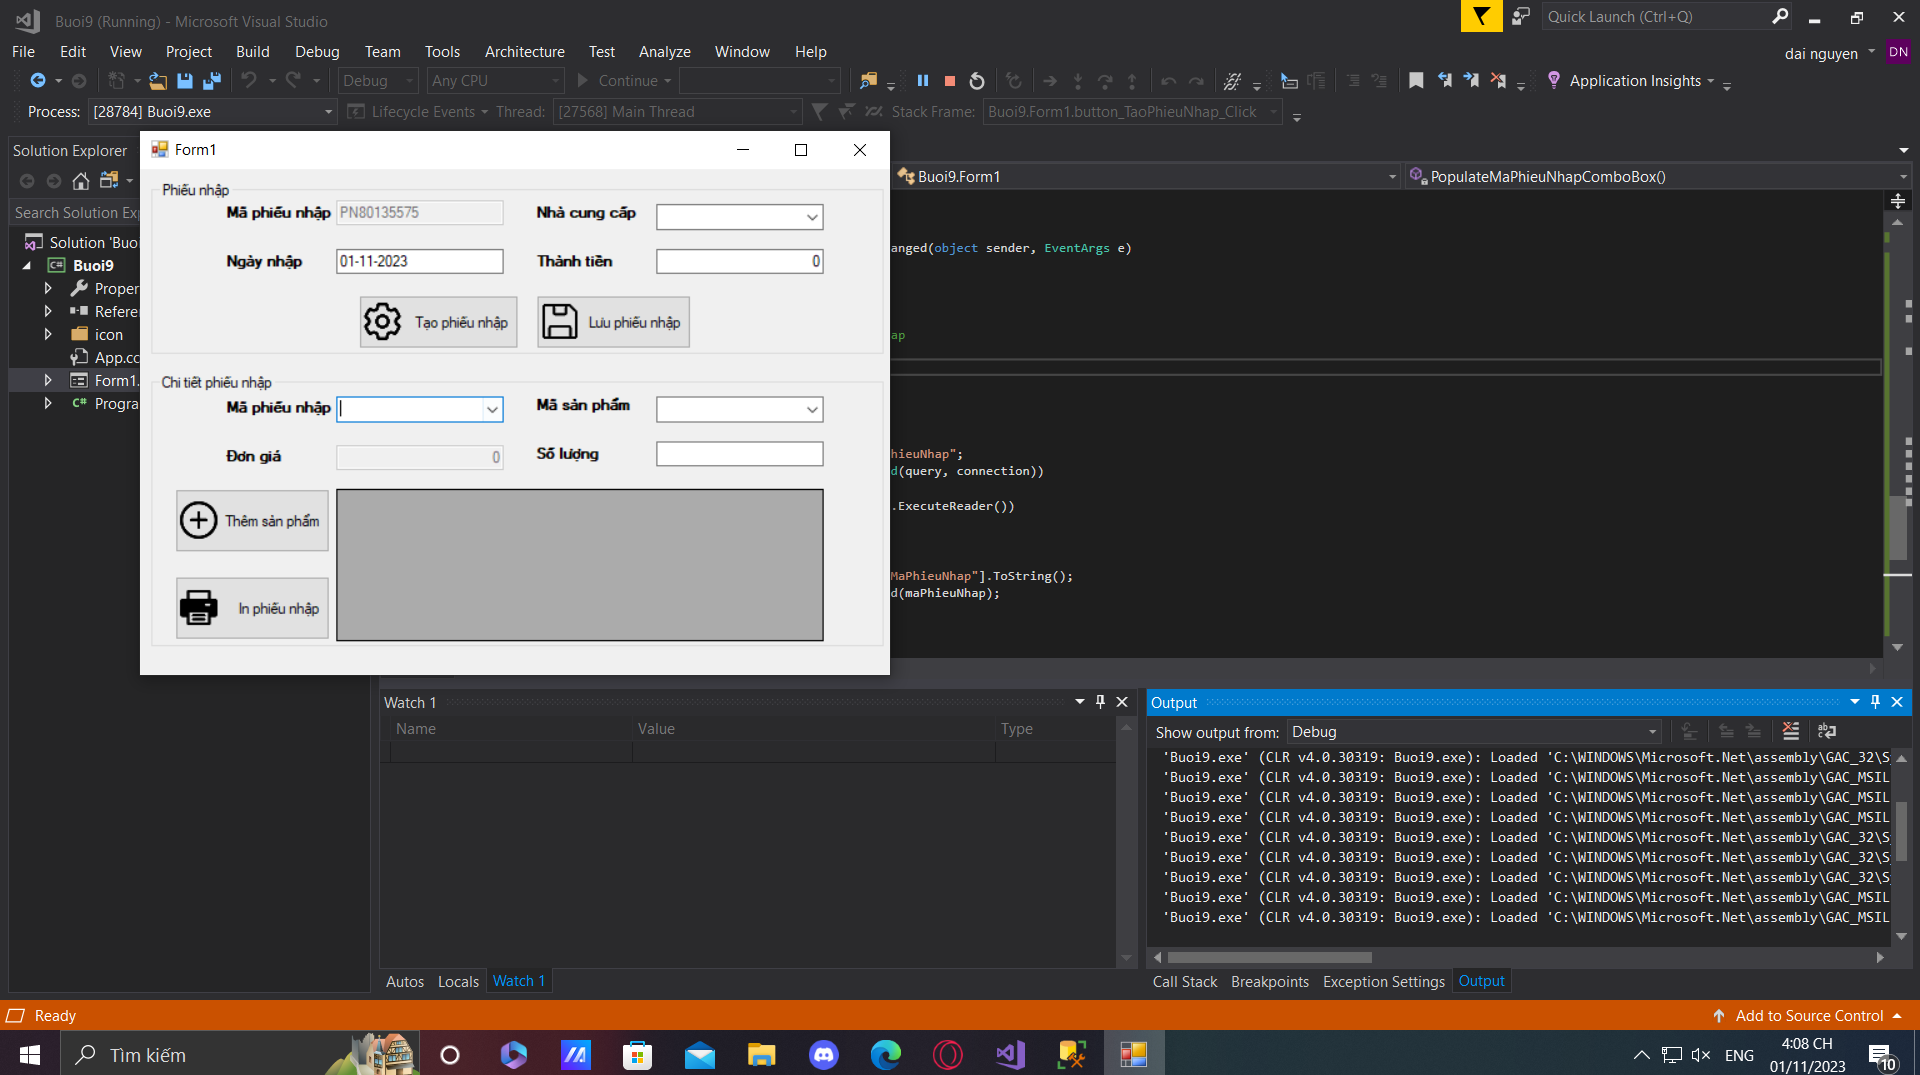 Buoi9 (Running) - Microsoft Visual Studio
Quick Launch (Ctrl+Q)
File Edit View Project Build Debug Team Tools Architecture Test Analyze Window Help
dai nguyen DN
Debug Any CPU Continue Application Insights
Process: [28784] Buoi9.exe Lifecycle Events Thread: [27568] Main Thread Stack Frame: Buoi9.Form1.button_TaoPhieuNhap_Click
Solution Explorer
Search Solution Exp
Solution 'Buoi
Buoi9
Proper
Refere
icon
App.co
Form1.
Progra
Form1
Phiếu nhập
Mã phiếu nhập PN80135575 Nhà cung cấp
Ngày nhập 01-11-2023 Thành tiền 0
Tạo phiếu nhập Lưu phiếu nhập
Chi tiết phiếu nhập
Mã phiếu nhập Mã sản phẩm
Đơn giá 0 Số lượng
Thêm sản phẩm
In phiếu nhập
Buoi9.Form1 PopulateMaPhieuNhapComboBox()
anged(object sender, EventArgs e)
ap
hieuNhap";
d(query, connection))
.ExecuteReader())
MaPhieuNhap"].ToString();
d(maPhieuNhap);
Watch 1
Name Value Type
Autos Locals Watch 1
Output
Show output from: Debug
'Buoi9.exe' (CLR v4.0.30319: Buoi9.exe): Loaded 'C:\WINDOWS\Microsoft.Net\assembly\GAC_32\S
'Buoi9.exe' (CLR v4.0.30319: Buoi9.exe): Loaded 'C:\WINDOWS\Microsoft.Net\assembly\GAC_MSIL
'Buoi9.exe' (CLR v4.0.30319: Buoi9.exe): Loaded 'C:\WINDOWS\Microsoft.Net\assembly\GAC_MSIL
'Buoi9.exe' (CLR v4.0.30319: Buoi9.exe): Loaded 'C:\WINDOWS\Microsoft.Net\assembly\GAC_MSIL
'Buoi9.exe' (CLR v4.0.30319: Buoi9.exe): Loaded 'C:\WINDOWS\Microsoft.Net\assembly\GAC_32\S
'Buoi9.exe' (CLR v4.0.30319: Buoi9.exe): Loaded 'C:\WINDOWS\Microsoft.Net\assembly\GAC_32\S
'Buoi9.exe' (CLR v4.0.30319: Buoi9.exe): Loaded 'C:\WINDOWS\Microsoft.Net\assembly\GAC_32\S
'Buoi9.exe' (CLR v4.0.30319: Buoi9.exe): Loaded 'C:\WINDOWS\Microsoft.Net\assembly\GAC_MSIL
'Buoi9.exe' (CLR v4.0.30319: Buoi9.exe): Loaded 'C:\WINDOWS\Microsoft.Net\assembly\GAC_MSIL
Call Stack Breakpoints Exception Settings Output
Ready Add to Source Control
Tìm kiếm
ENG
4:08 CH
01/11/2023
10